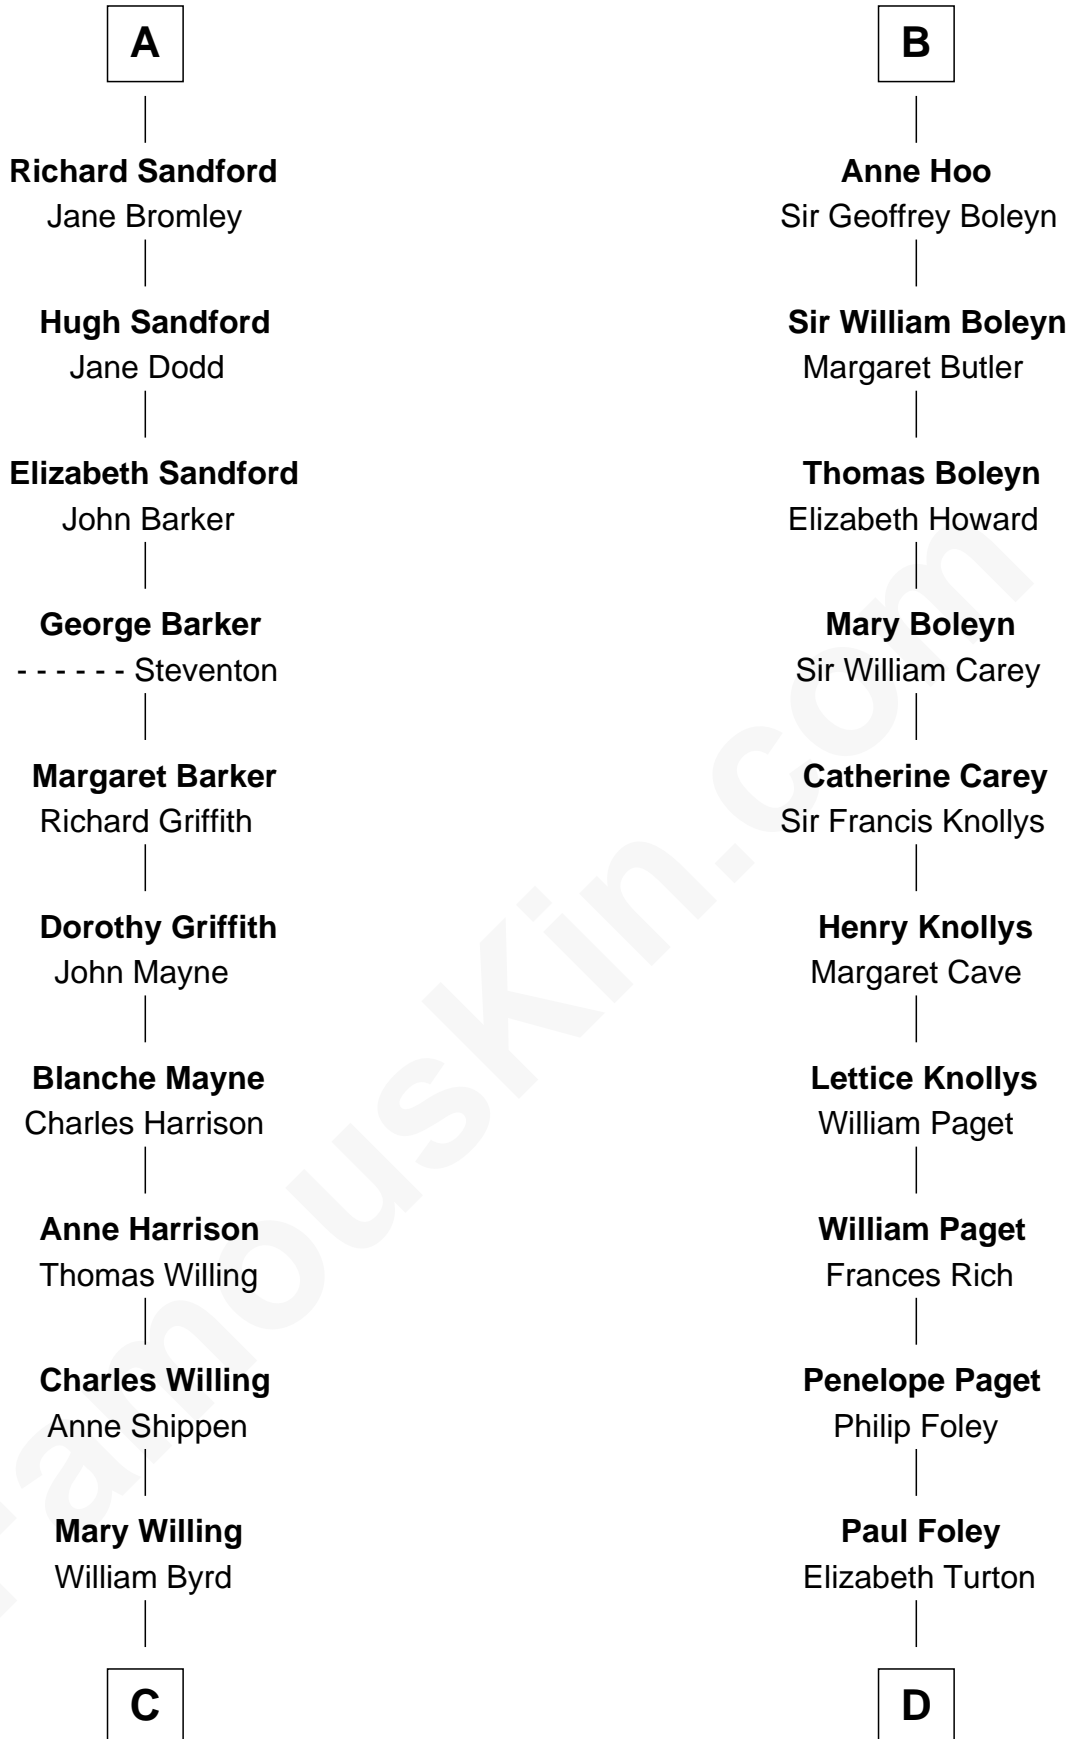 A
Richard Sandford
Jane Bromley
Hugh Sandford
Jane Dodd
Elizabeth Sandford
John Barker
George Barker
- - - - - - Steventon
Margaret Barker
Richard Griffith
Dorothy Griffith
John Mayne
Blanche Mayne
Charles Harrison
Anne Harrison
Thomas Willing
Charles Willing
Anne Shippen
Mary Willing
William Byrd
C
B
Anne Hoo
Sir Geoffrey Boleyn
Sir William Boleyn
Margaret Butler
Thomas Boleyn
Elizabeth Howard
Mary Boleyn
Sir William Carey
Catherine Carey
Sir Francis Knollys
Henry Knollys
Margaret Cave
Lettice Knollys
William Paget
William Paget
Frances Rich
Penelope Paget
Philip Foley
Paul Foley
Elizabeth Turton
D
FamousKin.com